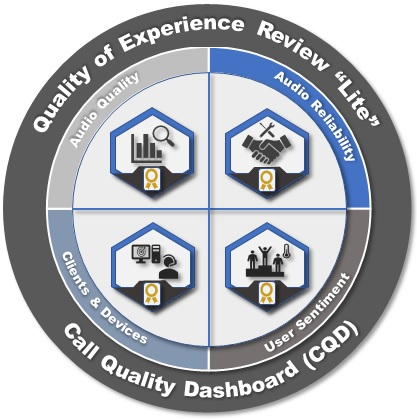 Quality of Experience Review “Lite”
Audio Quality
Audio Reliability
Clients & Devices
User Sentiment
Call Quality Dashboard (CQD)